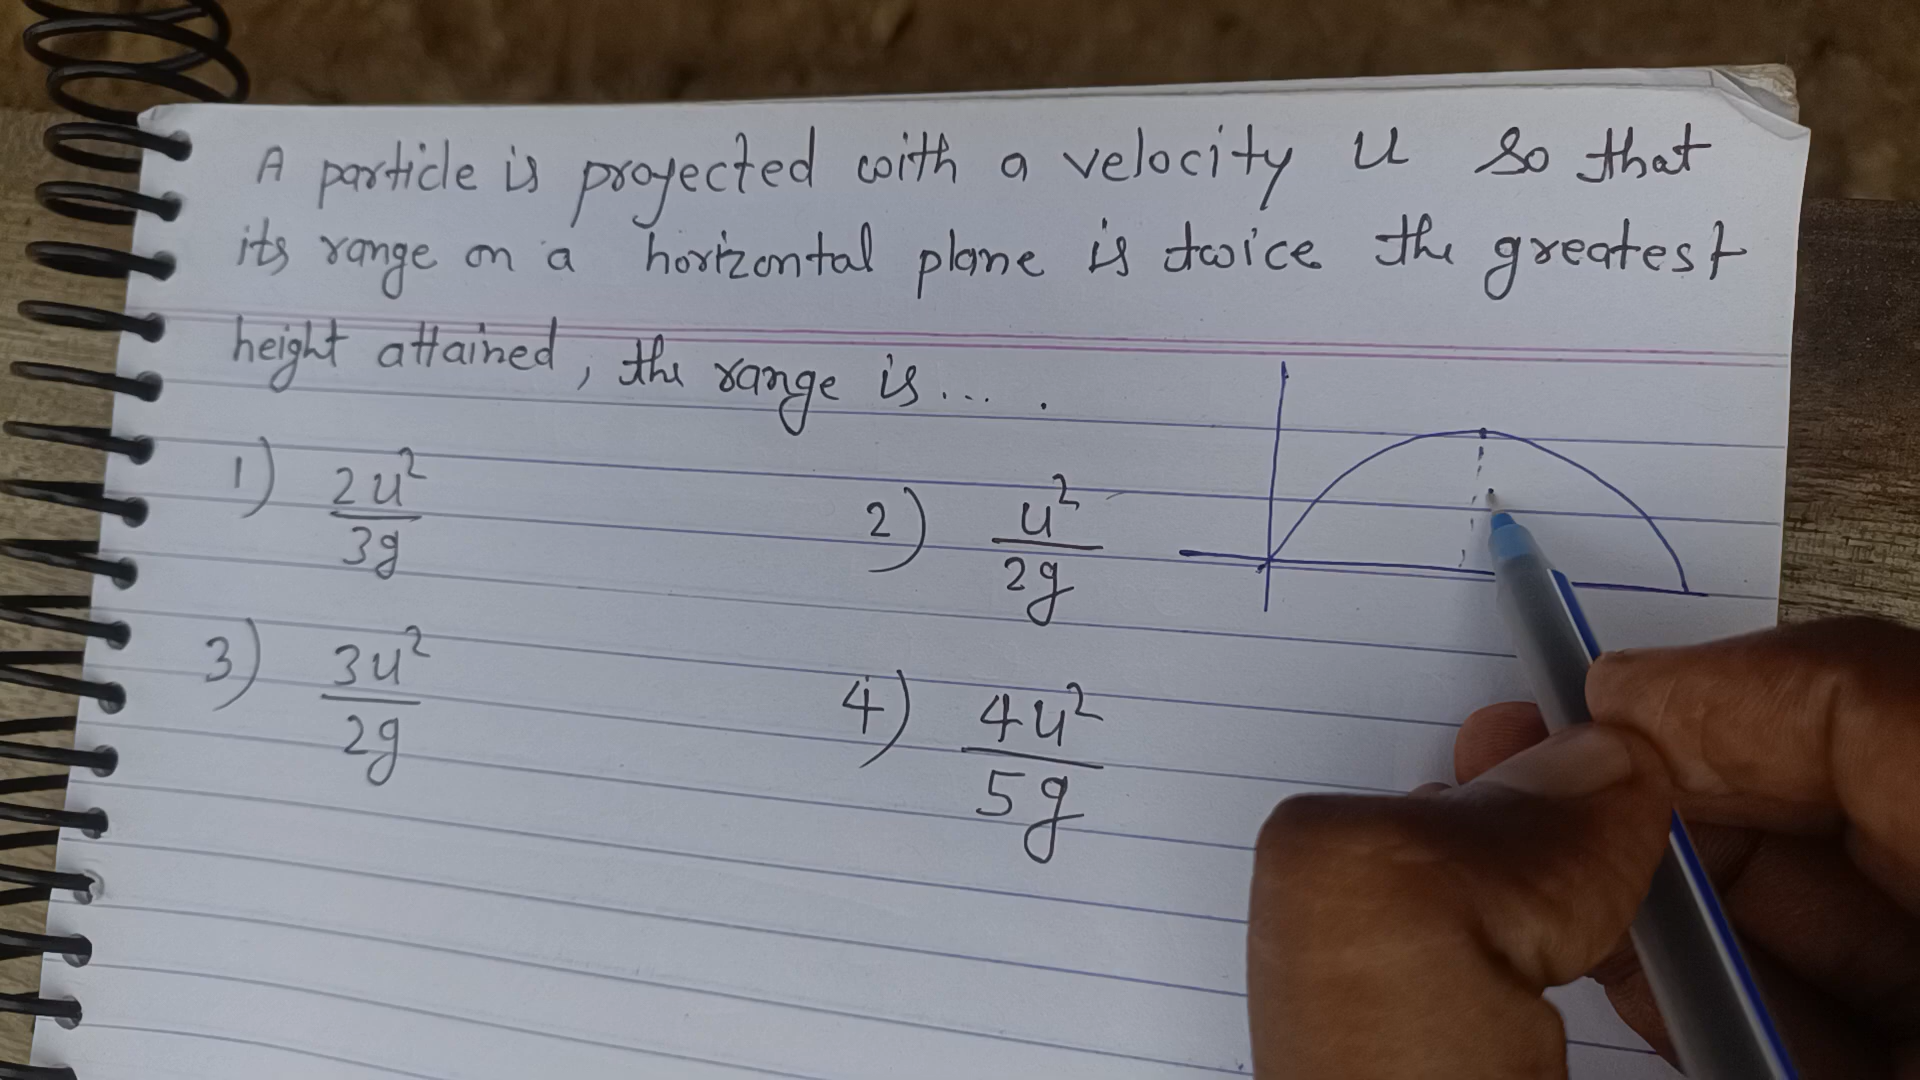 A particle is projected with a velocity u so that
its range on a horizontal plane is twice the greatest
height attained, the range is... .
1) 2u²/3g 2) u²/2g
3) 3u²/2g 4) 4u²/5g